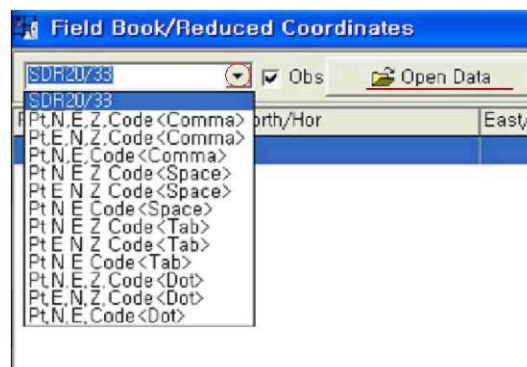 Field Book/Reduced Coordinates
SDR20/33
Obs
Open Data
SDR20/33
Pt,N,E,Z,Code<Comma>
Pt,E,N,Z,Code<Comma>
Pt,N,E,Code<Comma>
Pt N E Z Code<Space>
Pt E N Z Code<Space>
Pt N E Code<Space>
Pt N E Z Code<Tab>
Pt E N Z Code<Tab>
Pt N E Code<Tab>
Pt,N,E,Z,Code<Dot>
Pt,E,N,Z,Code<Dot>
Pt,N,E,Code<Dot>
orth/Hor
East/